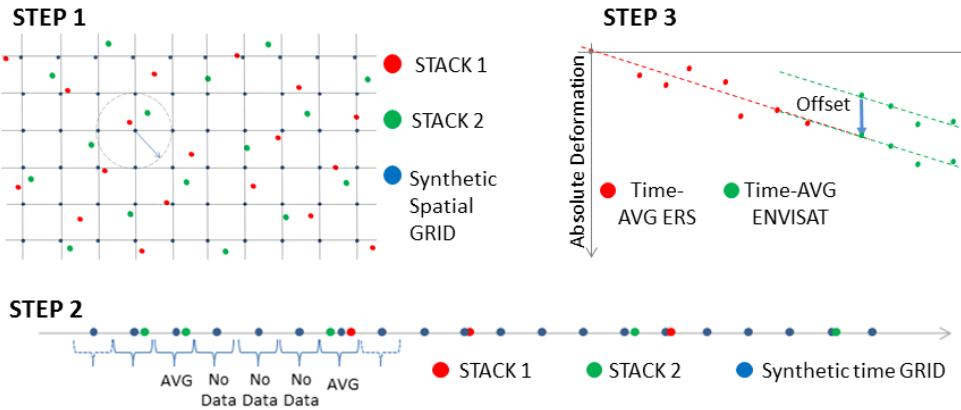 STEP 1
STACK 1
STACK 2
Synthetic
Spatial
GRID
STEP 3
Absolute Deformation
Offset
Time-
AVG ERS
Time-AVG
ENVISAT
STEP 2
AVG
No
Data
No
Data
No
Data
AVG
STACK 1
STACK 2
Synthetic time GRID